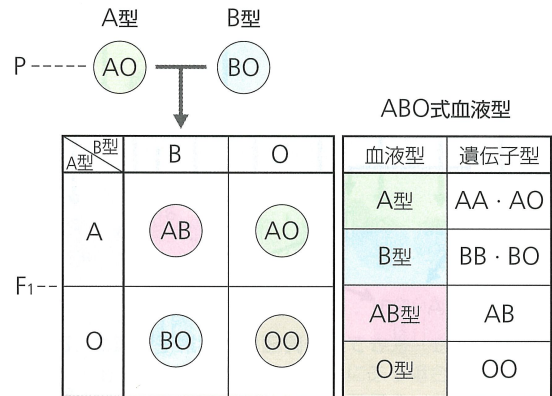 A型 B型
P AO BO
ABO式血液型
B型
A型
B O
A AB AO
F₁
O BO OO
血液型 遺伝子型
A型 AA・AO
B型 BB・BO
AB型 AB
O型 OO